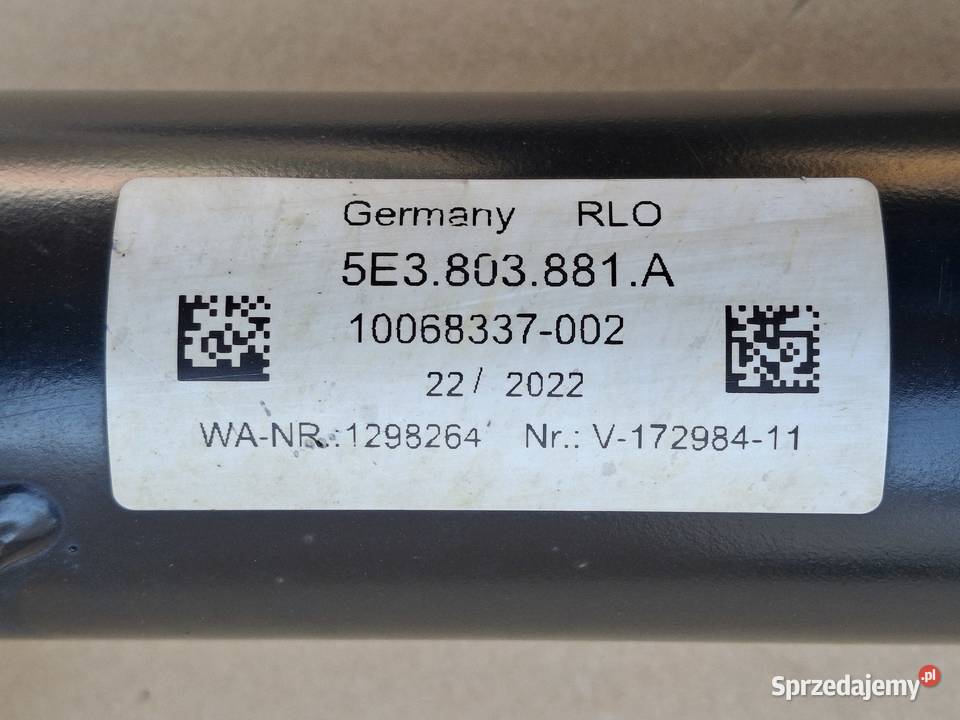 Germany RLO
5E3.803.881.A
10068337-002
22/ 2022
WA-NR.:1298264 Nr.: V-172984-11
Sprzedajemy.pl